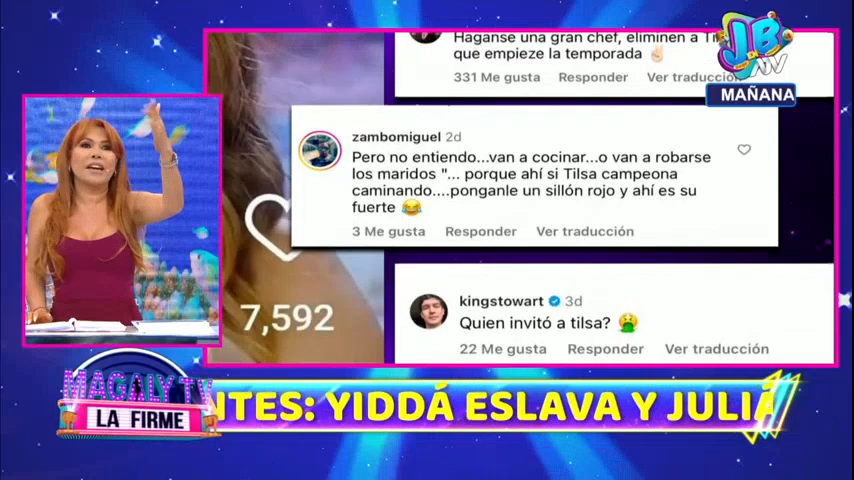 Haganse una gran chef, eliminen a Ti
que empieze la temporada ✌🏻
331 Me gusta Responder Ver traducció
JB
ATV
MAÑANA
zambomiguel 2d
Pero no entiendo...van a cocinar...o van a robarse
los maridos "... porque ahí si Tilsa campeona
caminando....ponganle un sillón rojo y ahí es su
fuerte 😂
3 Me gusta Responder Ver traducción
7,592
kingstowart 3d
Quien invitó a tilsa? 🤮
22 Me gusta Responder Ver traducción
MAGALY TV
LA FIRME
NTES: YIDDÁ ESLAVA Y JULIÁ